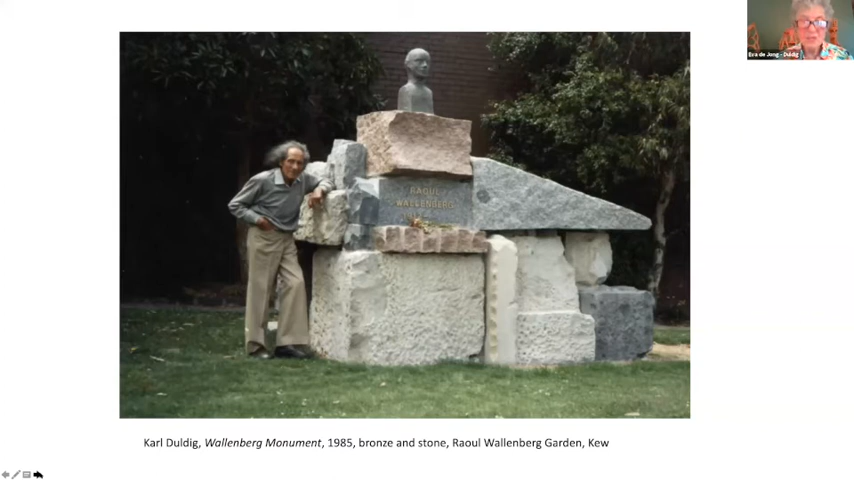 Eva de Jong - Duldig
RAOUL
WALLENBERG
Karl Duldig, Wallenberg Monument, 1985, bronze and stone, Raoul Wallenberg Garden, Kew